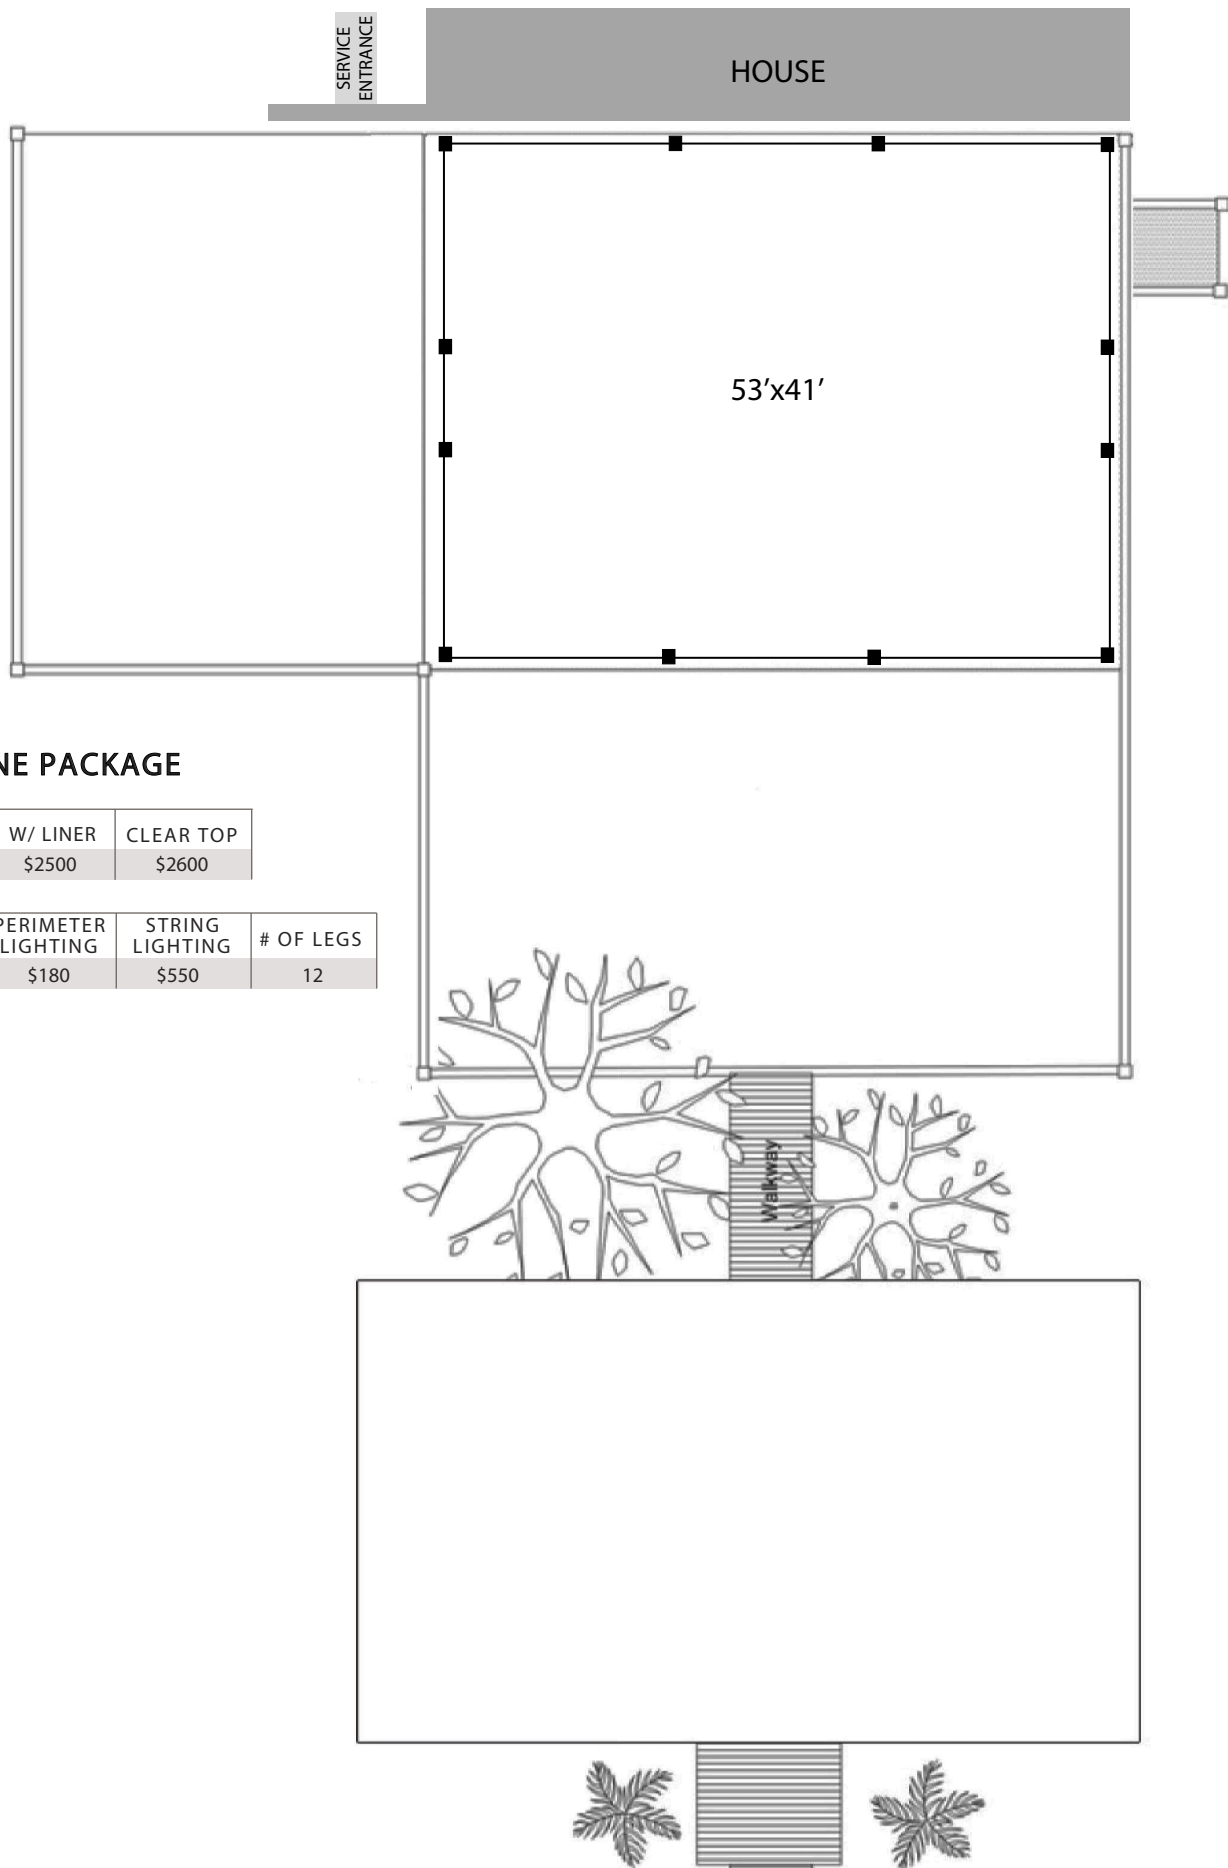 SERVICE
ENTRANCE
HOUSE
53’x41’
NE PACKAGE
W/ LINER CLEAR TOP
$2500 $2600
PERIMETER LIGHTING STRING LIGHTING # OF LEGS
$180 $550 12
Walkway